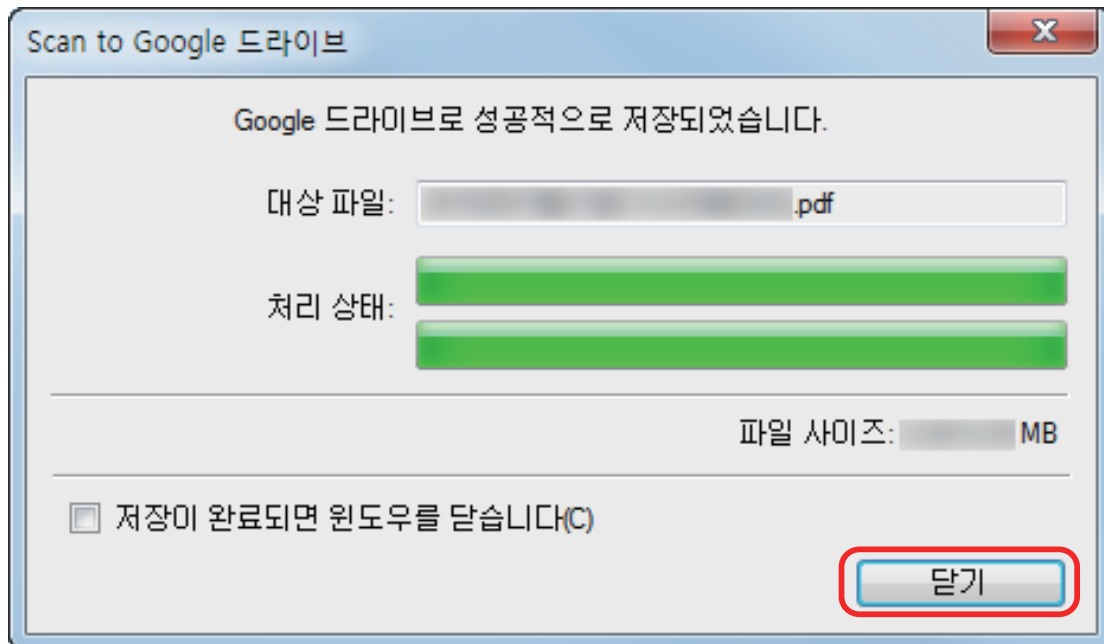 Scan to Google 드라이브
Google 드라이브로 성공적으로 저장되었습니다.
대상 파일: .pdf
처리 상태:
파일 사이즈: MB
저장이 완료되면 윈도우를 닫습니다(C)
닫기